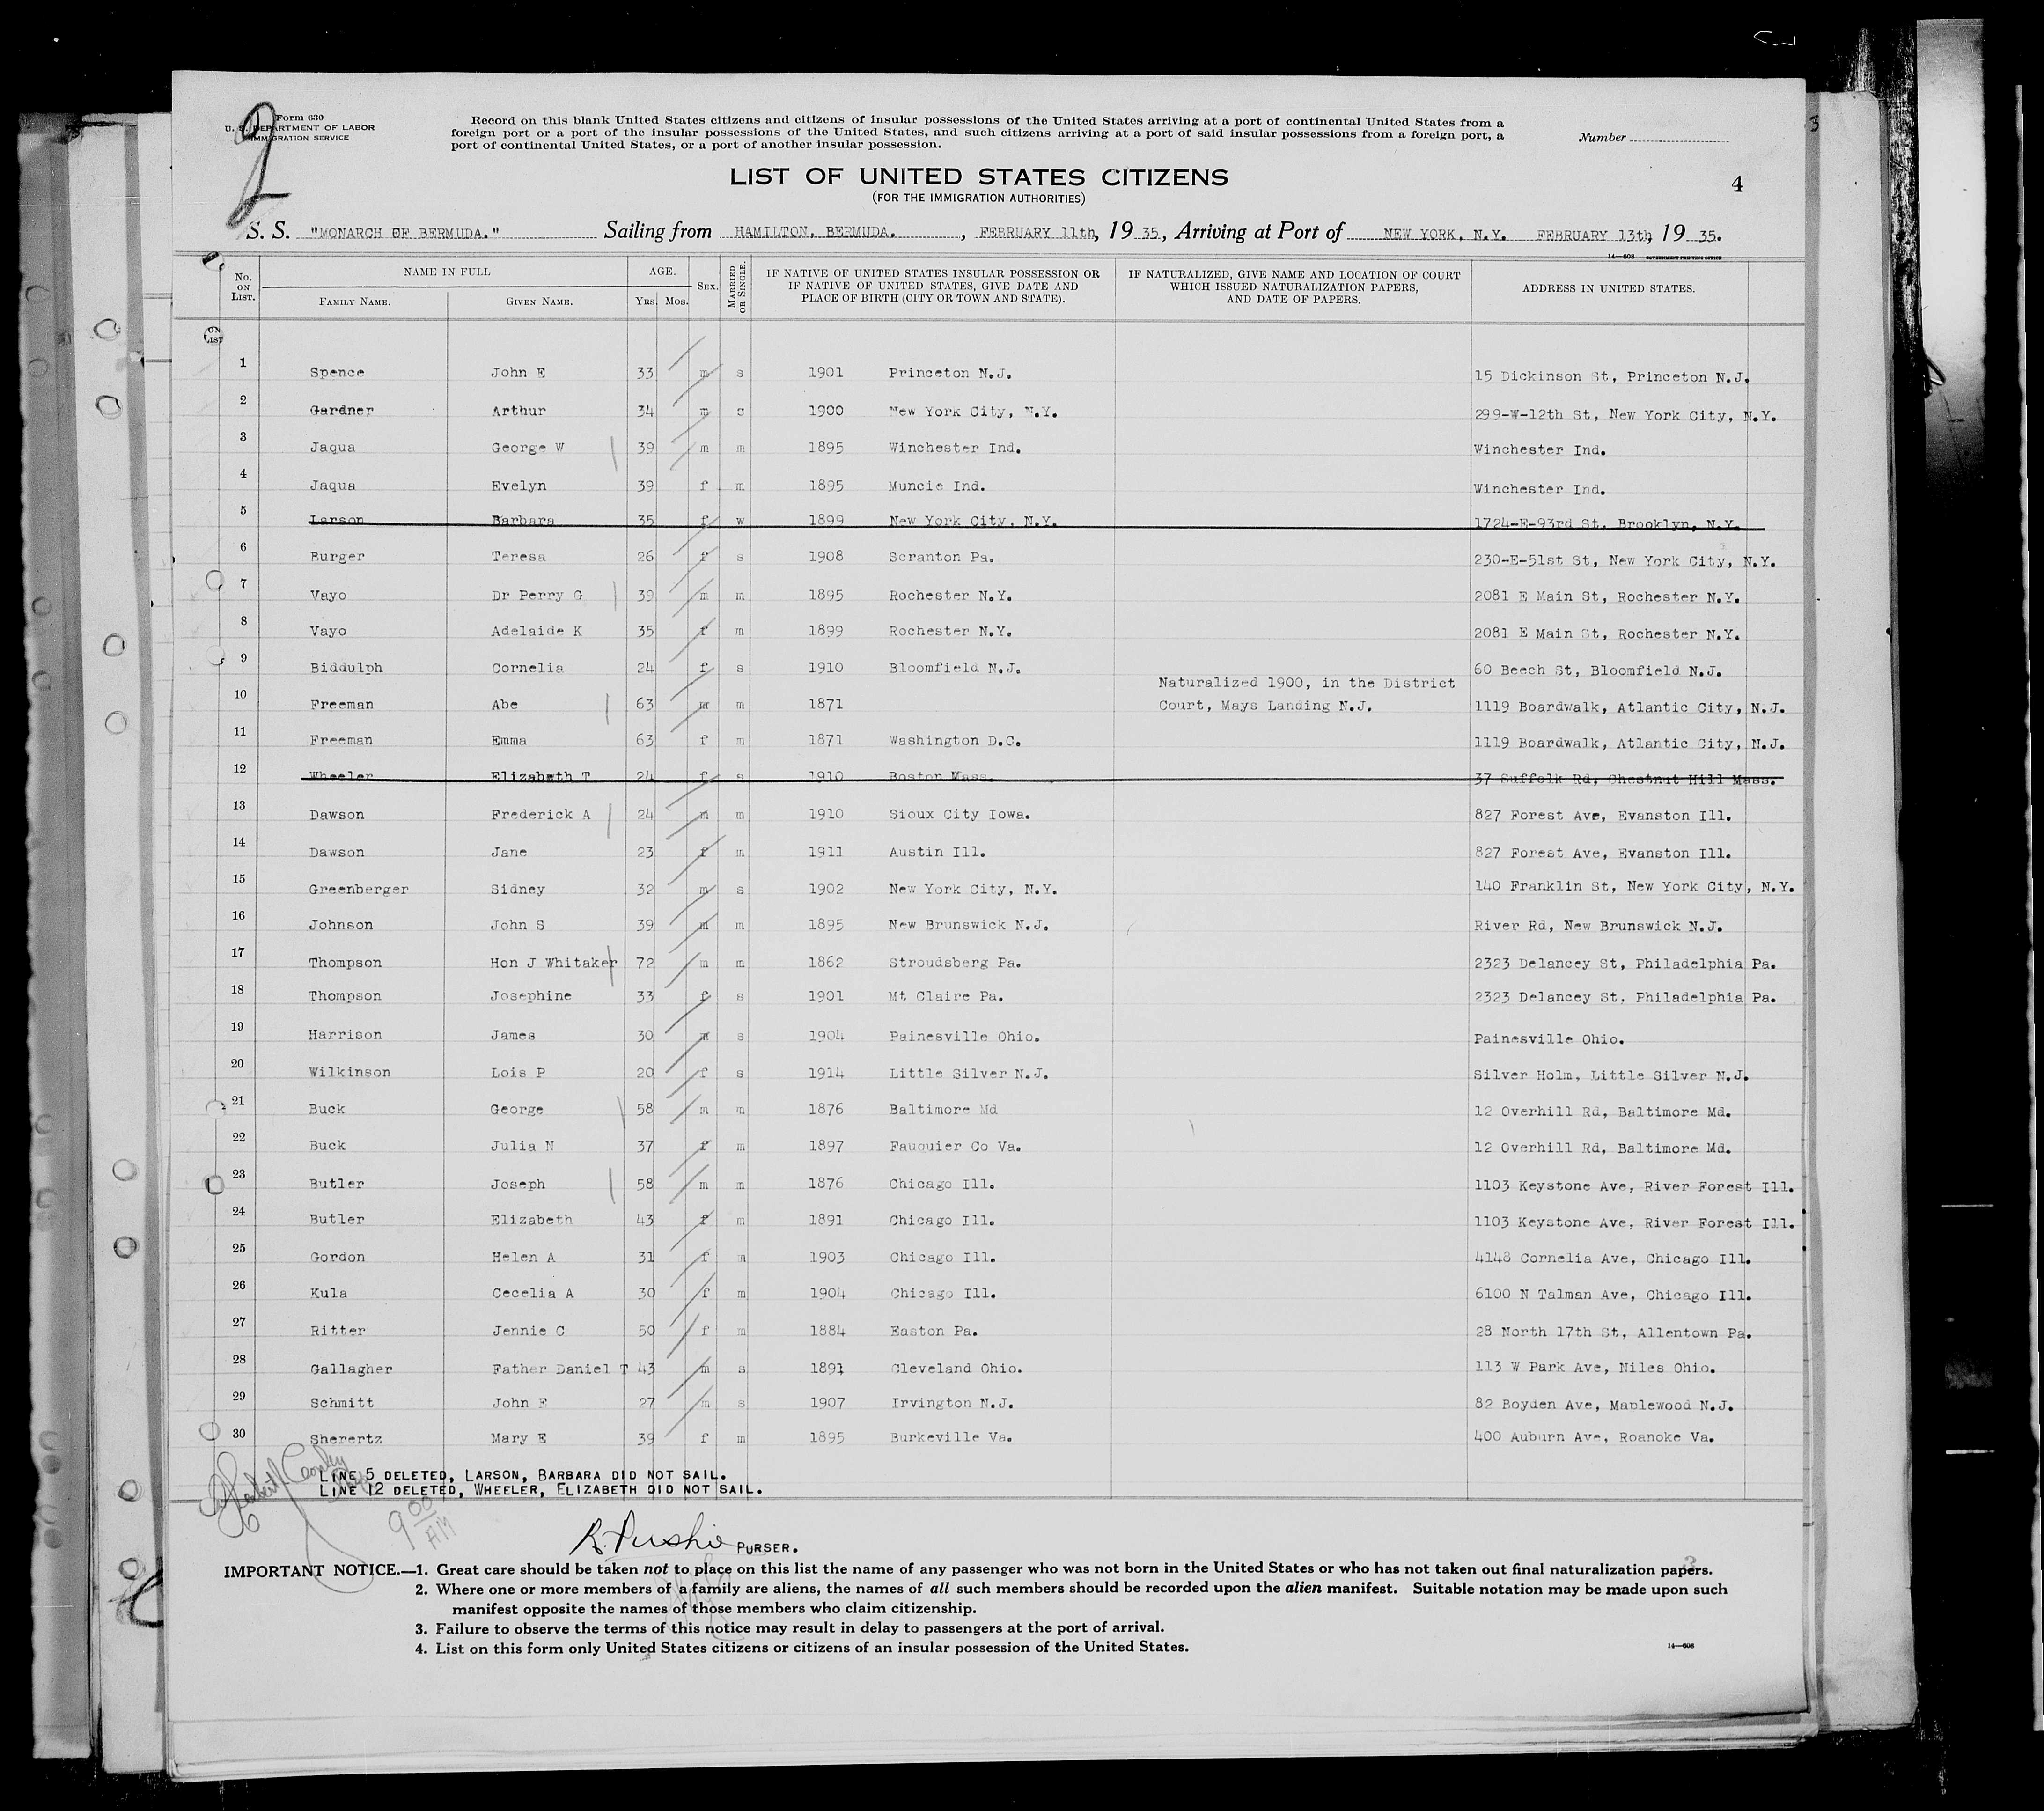 Form 630
U. S. DEPARTMENT OF LABOR
IMMIGRATION SERVICE
2
Record on this blank United States citizens and citizens of insular possessions of the United States arriving at a port of continental United States from a
foreign port or a port of the insular possessions of the United States, and such citizens arriving at a port of said insular possessions from a foreign port, a
port of continental United States, or a port of another insular possession.
Number
3
LIST OF UNITED STATES CITIZENS
(FOR THE IMMIGRATION AUTHORITIES)
4
S. S. "MONARCH OF BERMUDA." Sailing from HAMILTON, BERMUDA. , FEBRUARY 11th, 19 35, Arriving at Port of NEW YORK, N.Y. FEBRUARY 13th, 19 35.
14—608 GOVERNMENT PRINTING OFFICE
No. ON LIST. NAME IN FULL FAMILY NAME. GIVEN NAME. AGE. YRS. MOS. SEX. MARRIED OR SINGLE. IF NATIVE OF UNITED STATES INSULAR POSSESSION OR IF NATIVE OF UNITED STATES, GIVE DATE AND PLACE OF BIRTH (CITY OR TOWN AND STATE). IF NATURALIZED, GIVE NAME AND LOCATION OF COURT WHICH ISSUED NATURALIZATION PAPERS, AND DATE OF PAPERS. ADDRESS IN UNITED STATES.
ON LIST
1 Spence John E 33 m s 1901 Princeton N.J. 15 Dickinson St, Princeton N.J.
2 Gardner Arthur 34 m s 1900 New York City, N.Y. 299-W-12th St, New York City, N.Y.
3 Jaqua George W 39 m m 1895 Winchester Ind. Winchester Ind.
4 Jaqua Evelyn 39 f m 1895 Muncie Ind. Winchester Ind.
5 Larson Barbara 35 f w 1899 New York City, N.Y. 1724-E-93rd St, Brooklyn, N.Y.
6 Burger Teresa 26 f s 1908 Scranton Pa. 230-E-51st St, New York City, N.Y.
7 Vayo Dr Perry G 39 m m 1895 Rochester N.Y. 2081 E Main St, Rochester N.Y.
8 Vayo Adelaide K 35 f m 1899 Rochester N.Y. 2081 E Main St, Rochester N.Y.
9 Biddulph Cornelia 24 f s 1910 Bloomfield N.J. 60 Beech St, Bloomfield N.J.
Naturalized 1900, in the District
10 Freeman Abe 63 m m 1871 Court, Mays Landing N.J. 1119 Boardwalk, Atlantic City, N.J.
11 Freeman Emma 63 f m 1871 Washington D.C. 1119 Boardwalk, Atlantic City, N.J.
12 Wheeler Elizabeth T 24 f s 1910 Boston Mass. 37 Suffolk Rd, Chestnut Hill Mass.
13 Dawson Frederick A 24 m m 1910 Sioux City Iowa. 827 Forest Ave, Evanston Ill.
14 Dawson Jane 23 f m 1911 Austin Ill. 827 Forest Ave, Evanston Ill.
15 Greenberger Sidney 32 m s 1902 New York City, N.Y. 140 Franklin St, New York City, N.Y.
16 Johnson John S 39 m m 1895 New Brunswick N.J. River Rd, New Brunswick N.J.
17 Thompson Hon J Whitaker 72 m m 1862 Stroudsberg Pa. 2323 Delancey St, Philadelphia Pa.
18 Thompson Josephine 33 f s 1901 Mt Claire Pa. 2323 Delancey St, Philadelphia Pa.
19 Harrison James 30 m s 1904 Painesville Ohio. Painesville Ohio.
20 Wilkinson Lois P 20 f s 1914 Little Silver N.J. Silver Holm, Little Silver N.J.
21 Buck George 58 m m 1876 Baltimore Md 12 Overhill Rd, Baltimore Md.
22 Buck Julia N 37 f m 1897 Fauquier Co Va. 12 Overhill Rd, Baltimore Md.
23 Butler Joseph 58 m m 1876 Chicago Ill. 1103 Keystone Ave, River Forest Ill.
24 Butler Elizabeth 43 f m 1891 Chicago Ill. 1103 Keystone Ave, River Forest Ill.
25 Gordon Helen A 31 f m 1903 Chicago Ill. 4148 Cornelia Ave, Chicago Ill.
26 Kula Cecelia A 30 f m 1904 Chicago Ill. 6100 N Talman Ave, Chicago Ill.
27 Ritter Jennie C 50 f m 1884 Easton Pa. 28 North 17th St, Allentown Pa.
28 Gallagher Father Daniel T 43 m s 1891 Cleveland Ohio. 113 W Park Ave, Niles Ohio.
29 Schmitt John F 27 m s 1907 Irvington N.J. 82 Boyden Ave, Maplewood N.J.
30 Sherertz Mary E 39 f m 1895 Burkeville Va. 400 Auburn Ave, Roanoke Va.
LINE 5 DELETED, LARSON, BARBARA DID NOT SAIL.
LINE 12 DELETED, WHEELER, ELIZABETH DID NOT SAIL.
9 00 AM
PURSER.
IMPORTANT NOTICE.—1. Great care should be taken not to place on this list the name of any passenger who was not born in the United States or who has not taken out final naturalization papers.
3
2. Where one or more members of a family are aliens, the names of all such members should be recorded upon the alien manifest. Suitable notation may be made upon such
manifest opposite the names of those members who claim citizenship.
3. Failure to observe the terms of this notice may result in delay to passengers at the port of arrival.
4. List on this form only United States citizens or citizens of an insular possession of the United States.
14—608